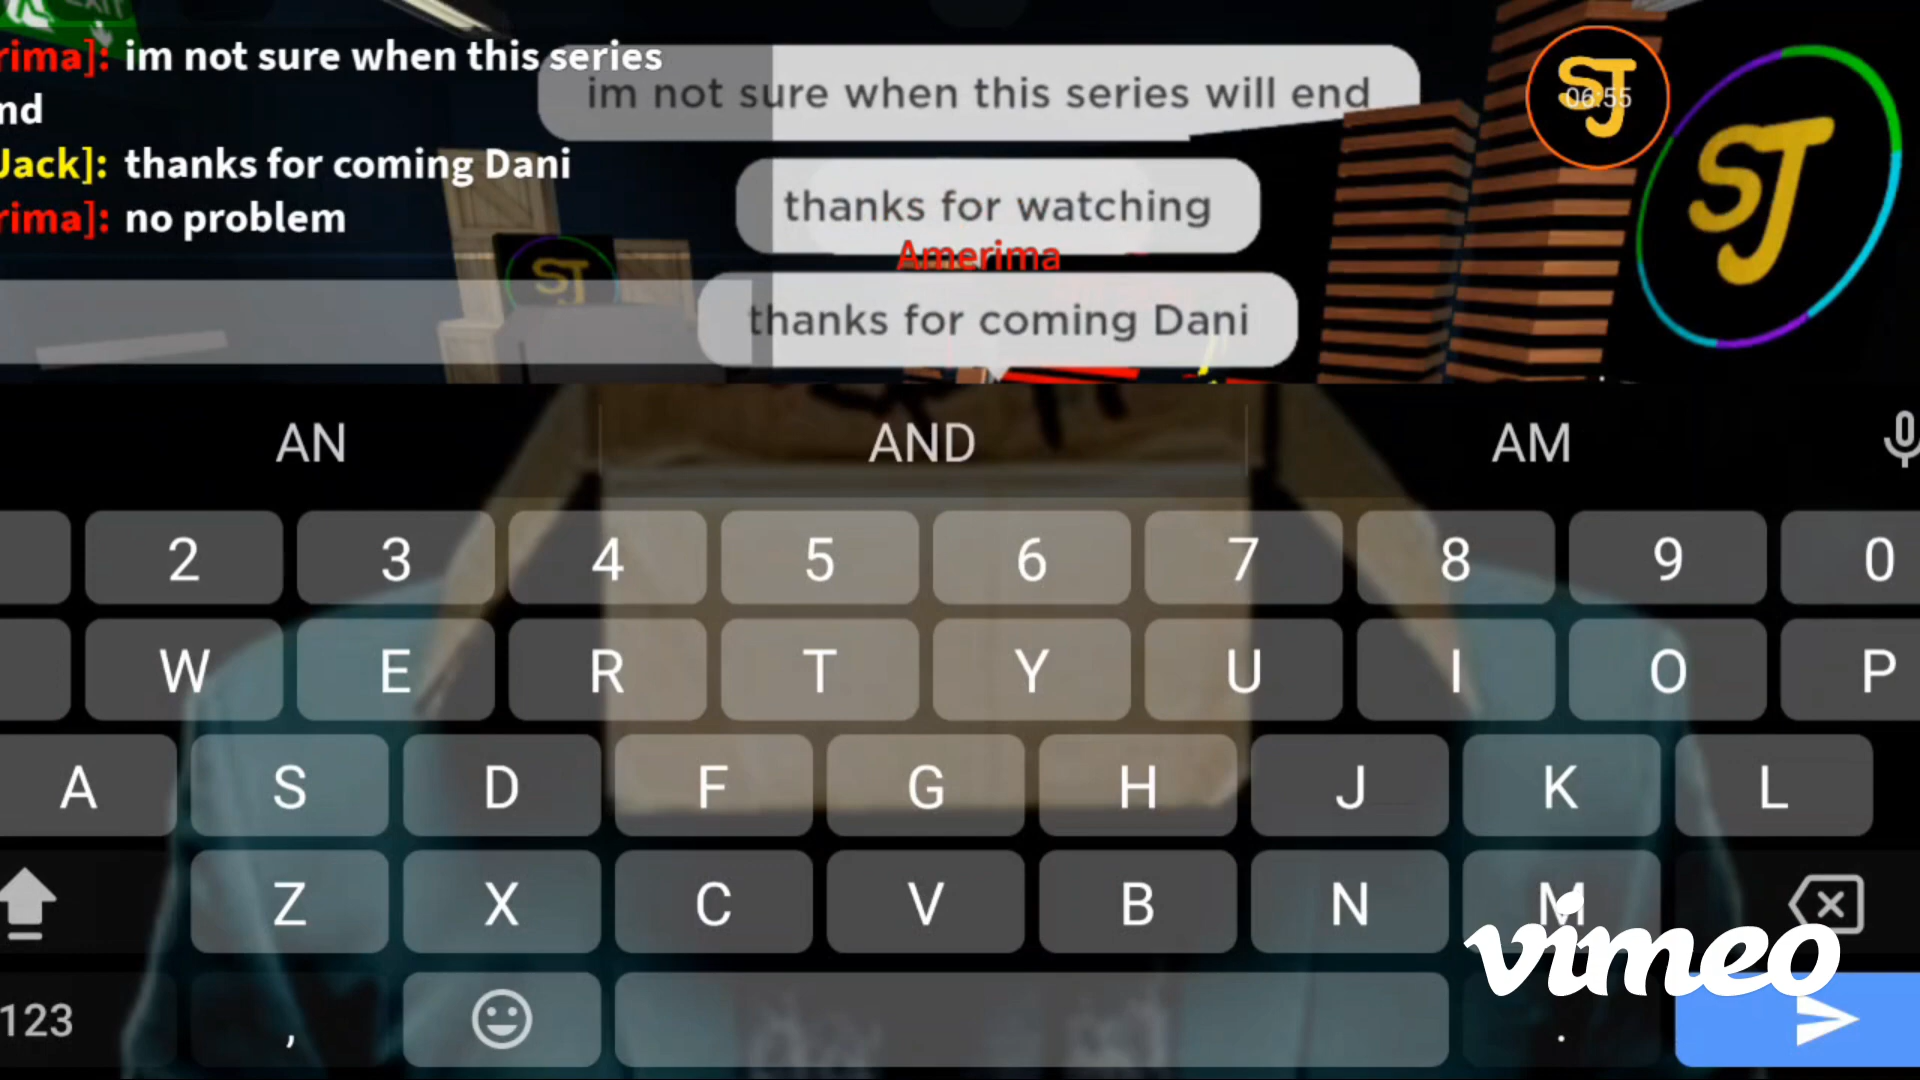 rima]: im not sure when this series
nd
Jack]: thanks for coming Dani
rima]: no problem
im not sure when this series will end
thanks for watching
Amerima
thanks for coming Dani
SJ
06:55
SJ
SJ
AN AND AM
2 3 4 5 6 7 8 9 0
W E R T Y U I O P
A S D F G H J K L
Z X C V B N M
vimeo
123 , .